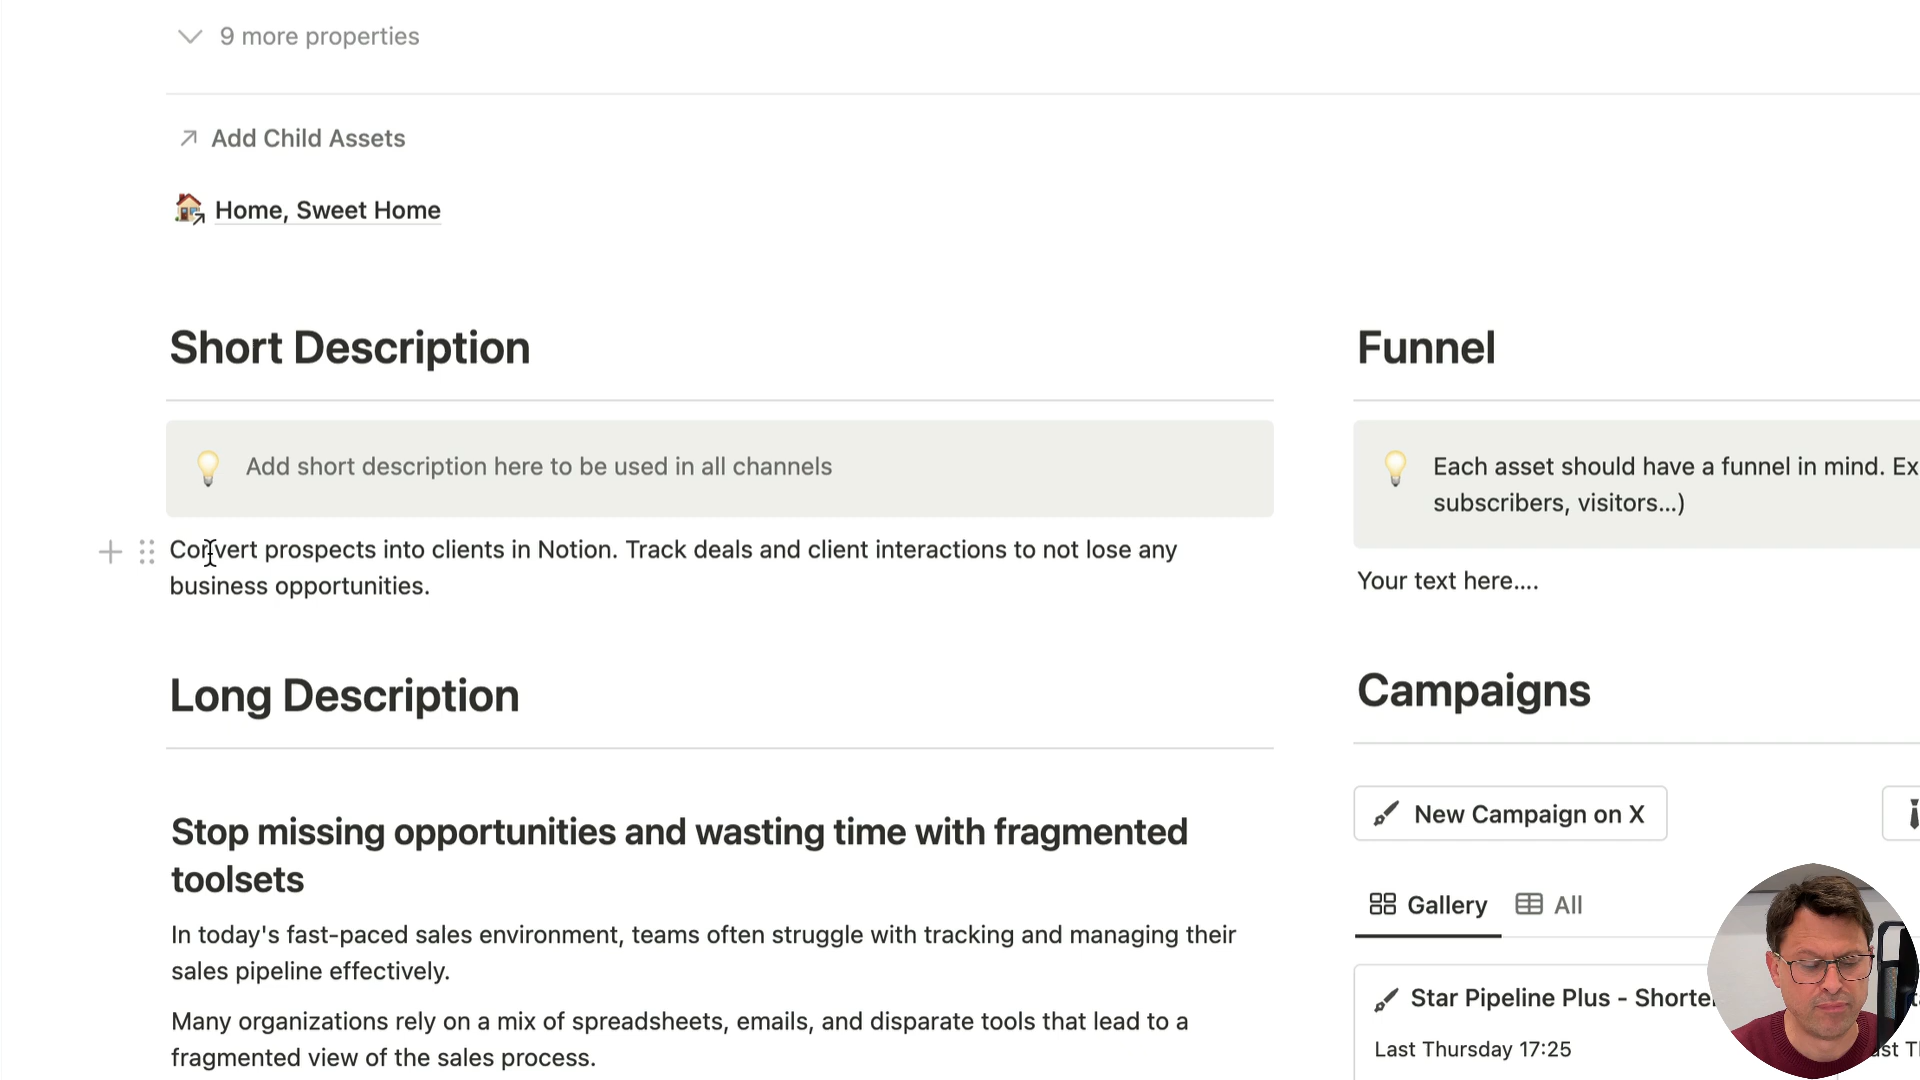 9 more properties
Add Child Assets
Home, Sweet Home
Short Description
Add short description here to be used in all channels
Convert prospects into clients in Notion. Track deals and client interactions to not lose any
business opportunities.
Long Description
Stop missing opportunities and wasting time with fragmented
toolsets
In today's fast-paced sales environment, teams often struggle with tracking and managing their
sales pipeline effectively.
Many organizations rely on a mix of spreadsheets, emails, and disparate tools that lead to a
fragmented view of the sales process.
Funnel
Each asset should have a funnel in mind. Ex
subscribers, visitors...)
Your text here....
Campaigns
New Campaign on X
Gallery
All
Star Pipeline Plus - Shorte
Last Thursday 17:25